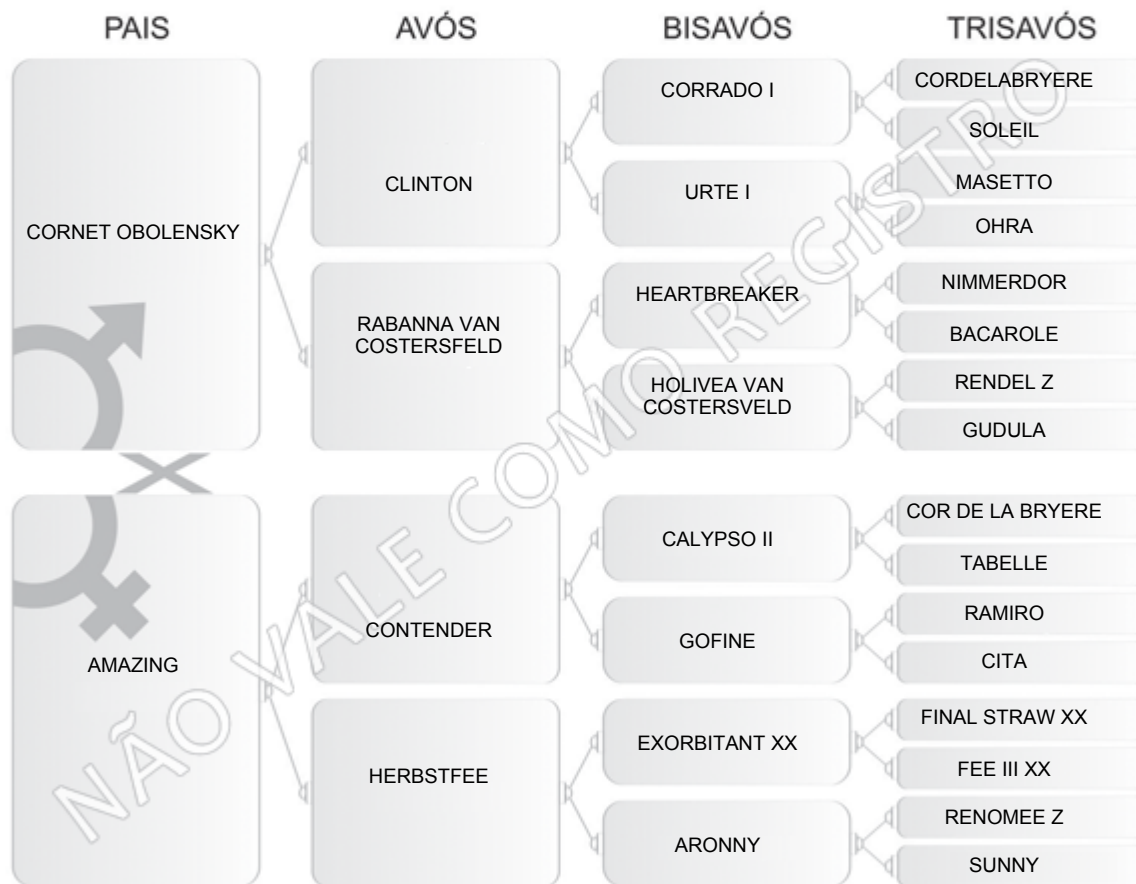 PAIS AVÓS BISAVÓS TRISAVÓS
CORNET OBOLENSKY
CLINTON
RABANNA VAN
COSTERSFELD
CORRADO I
URTE I
HEARTBREAKER
HOLIVEA VAN
COSTERSVELD
CORDELABRYERE
SOLEIL
MASETTO
OHRA
NIMMERDOR
BACAROLE
RENDEL Z
GUDULA
AMAZING
CONTENDER
HERBSTFEE
CALYPSO II
GOFINE
EXORBITANT XX
ARONNY
COR DE LA BRYERE
TABELLE
RAMIRO
CITA
FINAL STRAW XX
FEE III XX
RENOMEE Z
SUNNY
NÃO VALE COMO REGISTRO